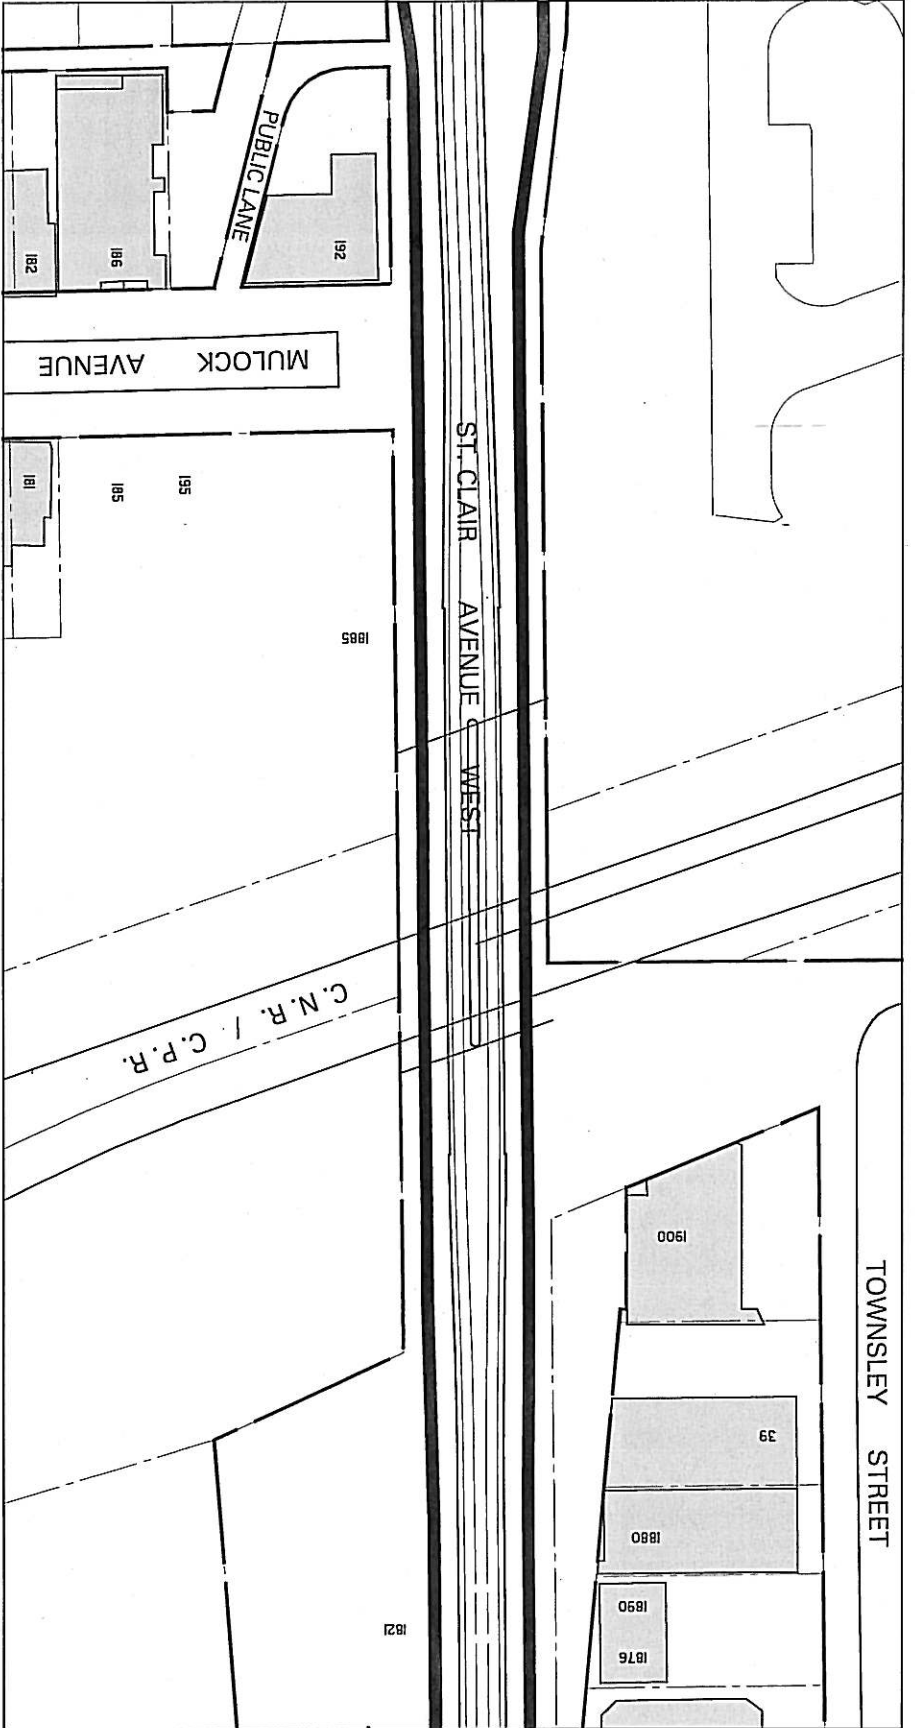 PUBLIC LANE
182
186
192
MULOCK AVENUE
181
185
195
1885
ST. CLAIR AVENUE WEST
C.N.R. / C.P.R.
1900
TOWNSLEY STREET
39
1880
1890
1876
1821